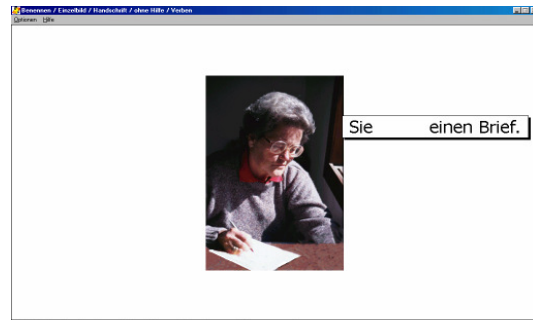 Benennen / Einzelbild / Handschrift / ohne Hilfe / Verben
Optionen Hilfe
Sie einen Brief.